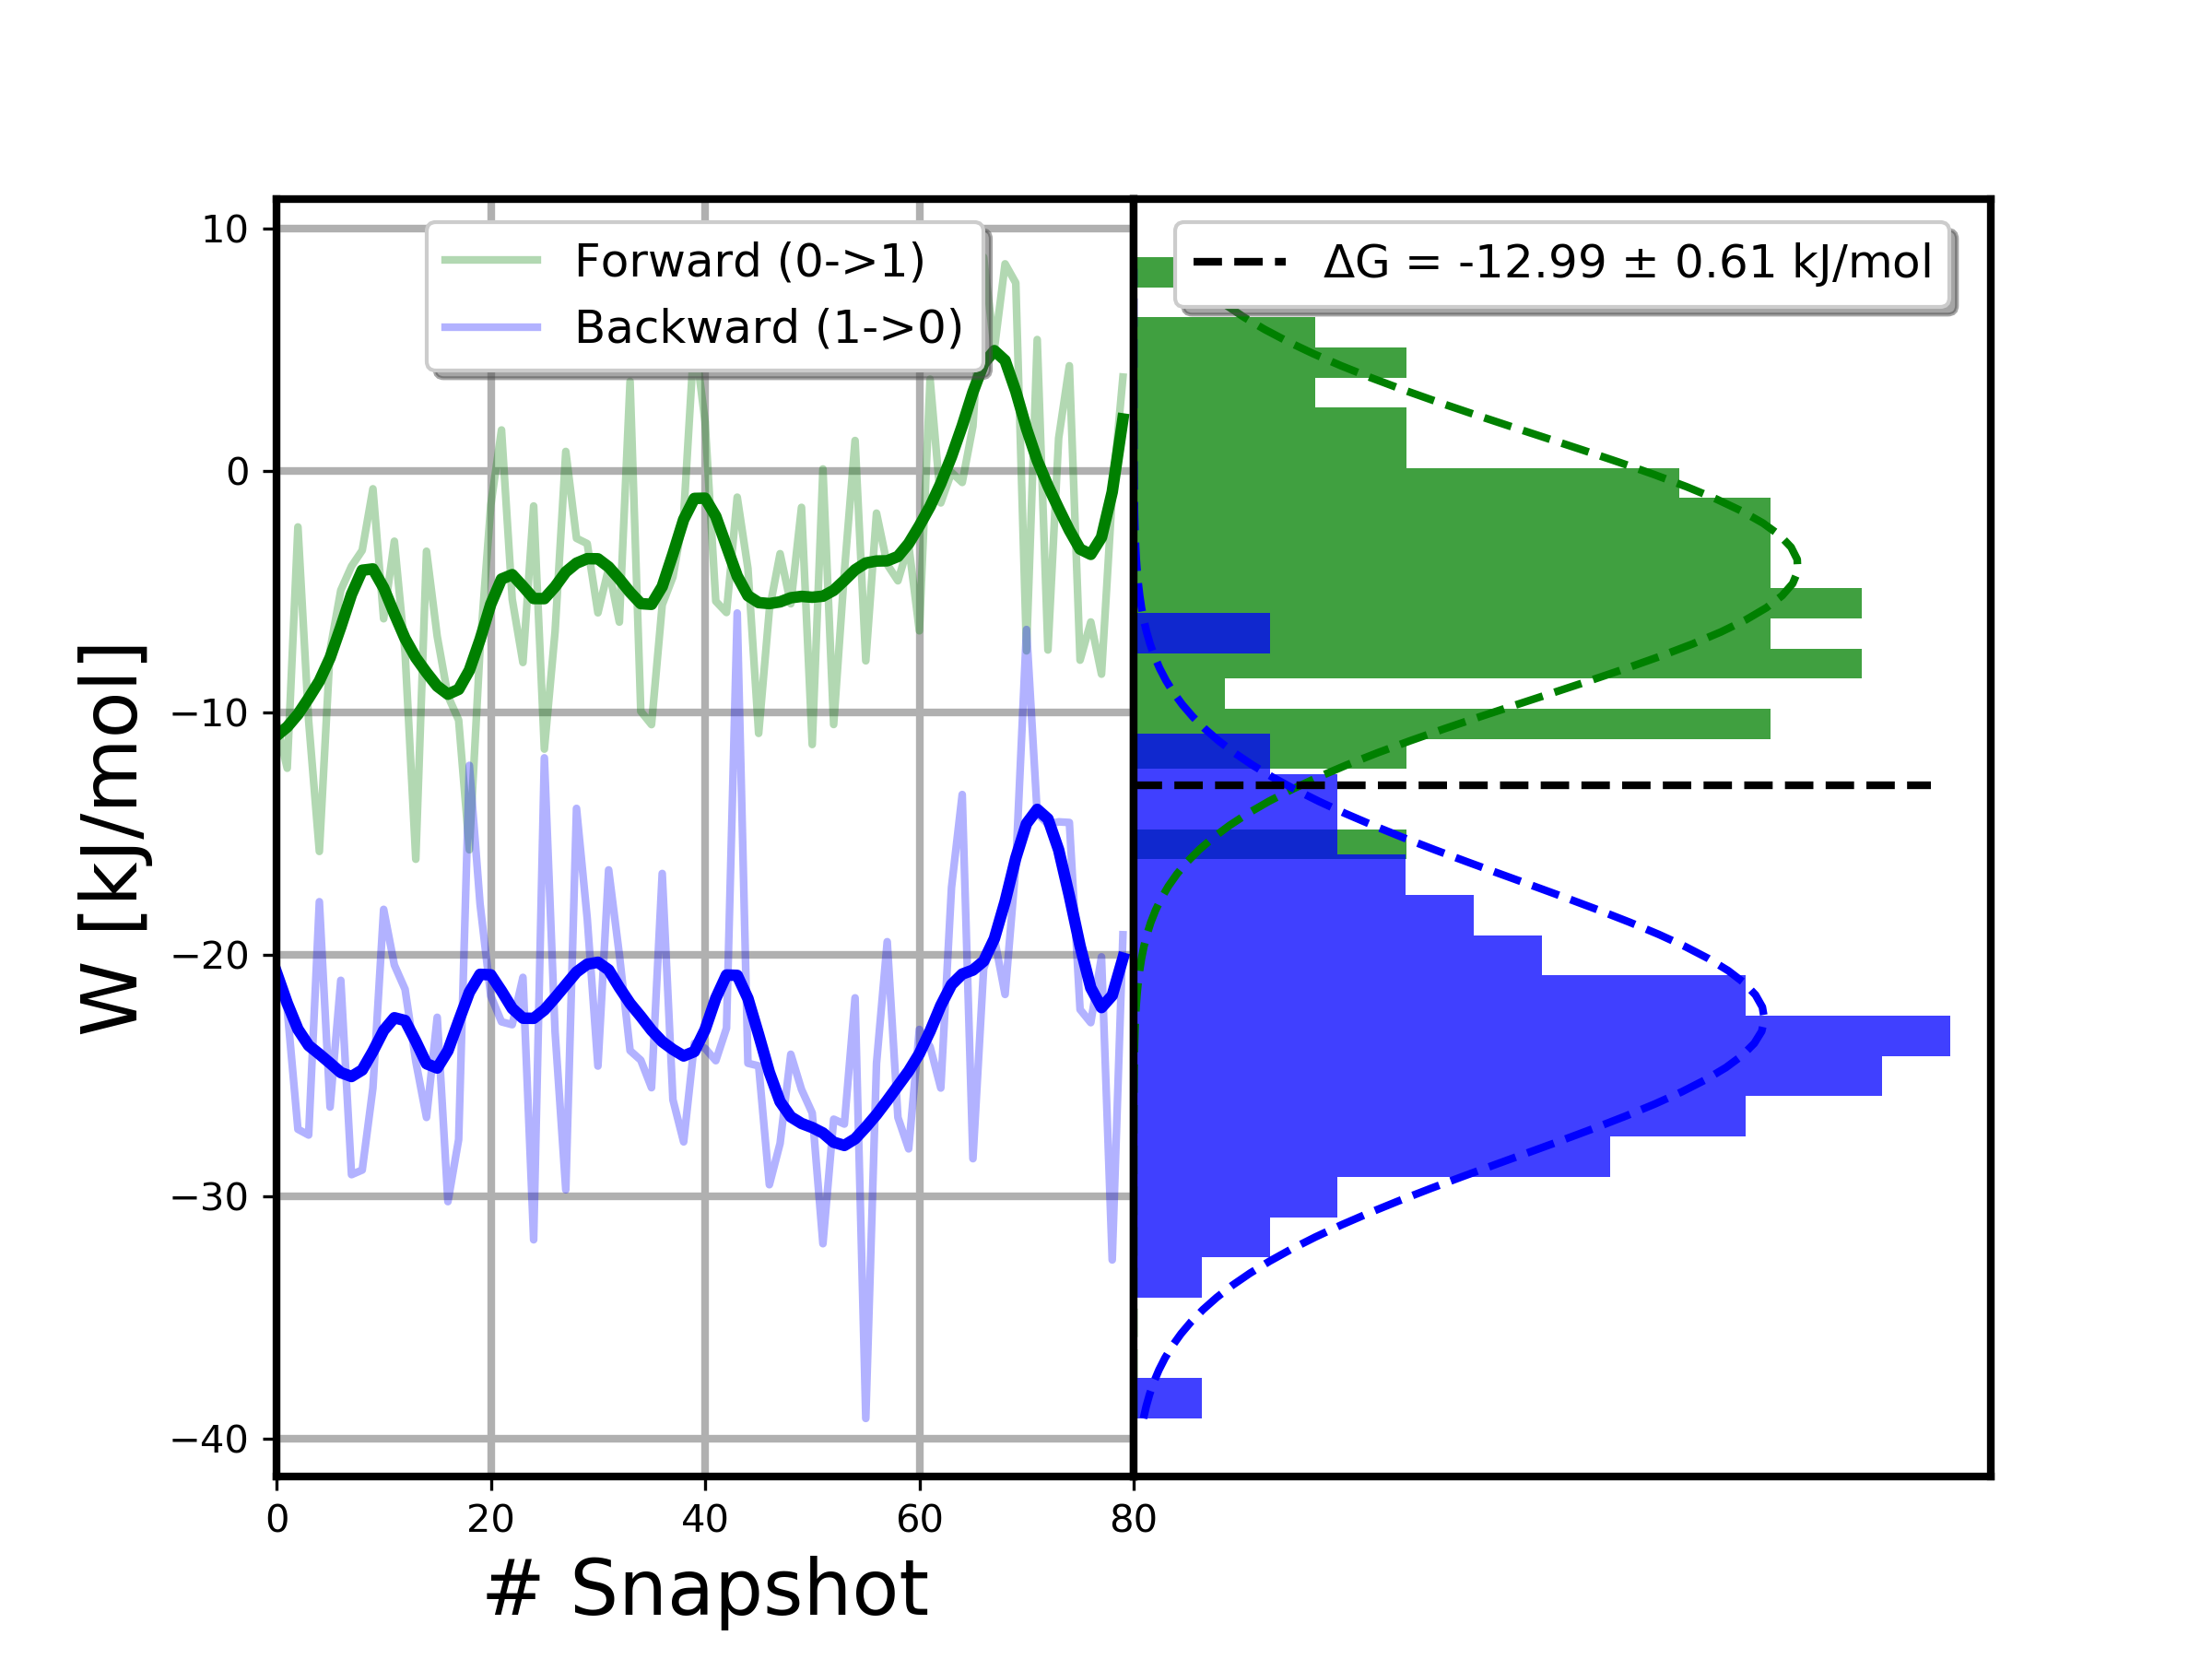 Forward (0->1)
Backward (1->0)
ΔG = -12.99 ± 0.61 kJ/mol
W [kJ/mol]
10
0
−10
−20
−30
−40
0 20 40 60 80
# Snapshot